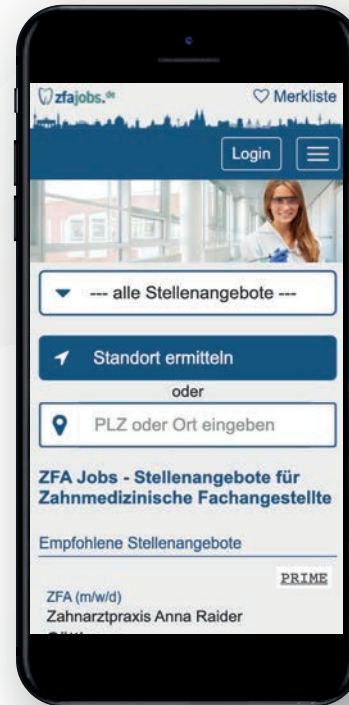 zfajobs.de
Merkliste
Login
--- alle Stellenangebote ---
Standort ermitteln
oder
PLZ oder Ort eingeben
ZFA Jobs - Stellenangebote für
Zahnmedizinische Fachangestellte
Empfohlene Stellenangebote
PRIME
ZFA (m/w/d)
Zahnarztpraxis Anna Raider